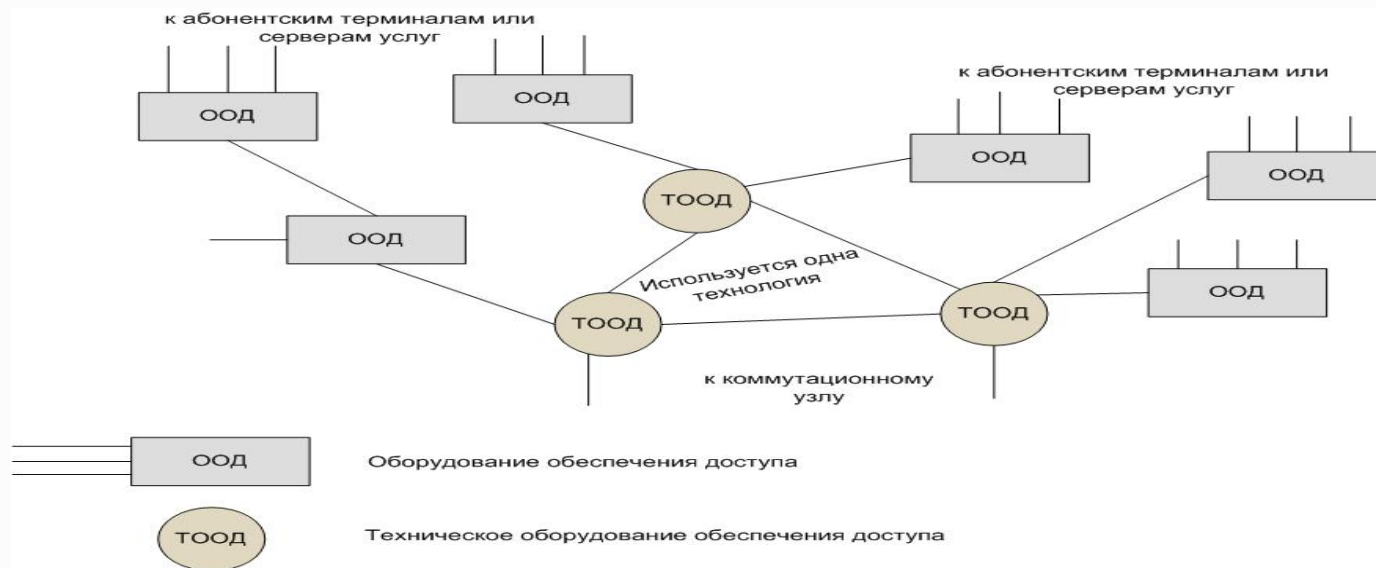 к абонентским терминалам или
серверам услуг
к абонентским терминалам или
серверам услуг
ООД
ООД
ООД
ООД
ТООД
ООД
Используется одна
технология
ООД
ТООД
ТООД
к коммутационному
узлу
ООД
Оборудование обеспечения доступа
ТООД
Техническое оборудование обеспечения доступа